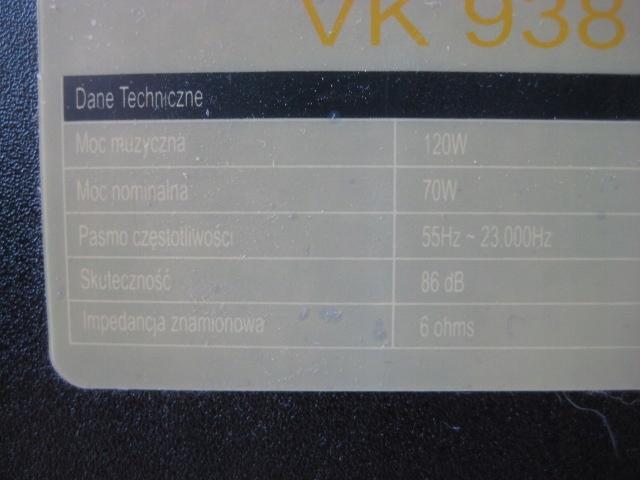 VK 938
Dane Techniczne
Moc muzyczna 120W
Moc nominalna 70W
Pasmo częstotliwości 55Hz ~ 23.000Hz
Skuteczność 86 dB
Impedancja znamionowa 6 ohms